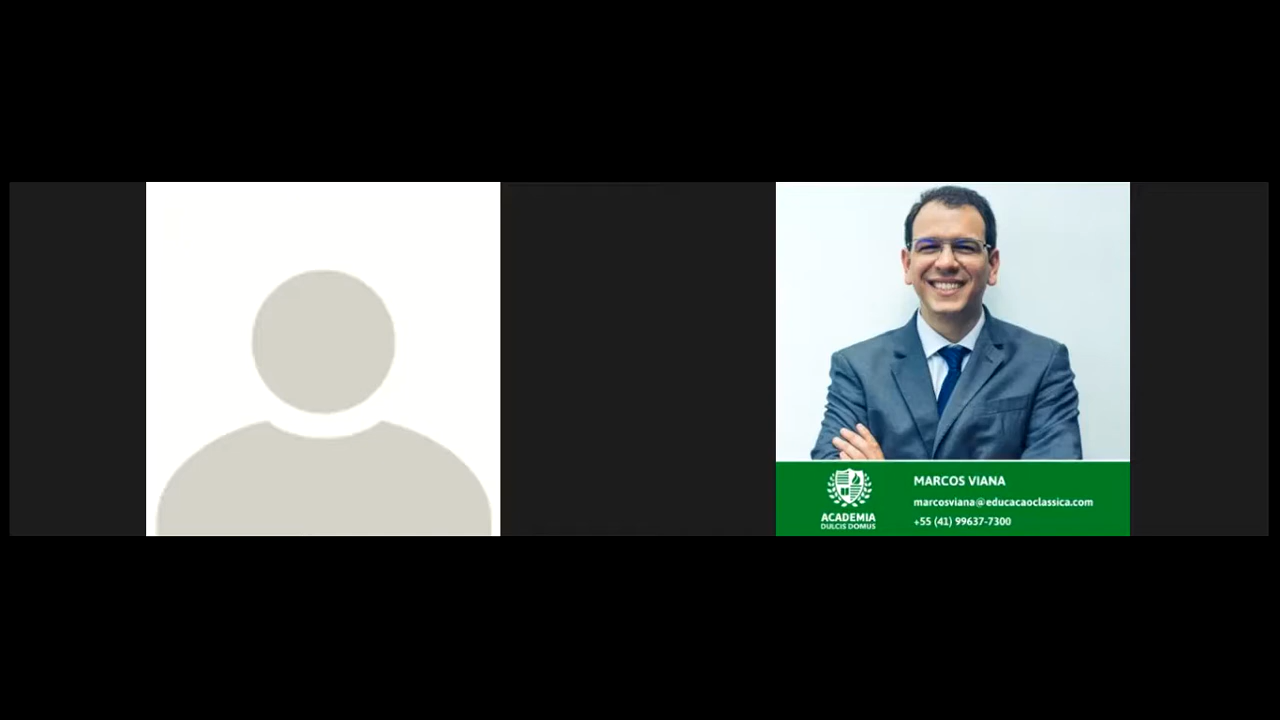 MARCOS VIANA
marcosviana@educacaoclassica.com
+55 (41) 99637-7300
ACADEMIA
DULCIS DOMUS